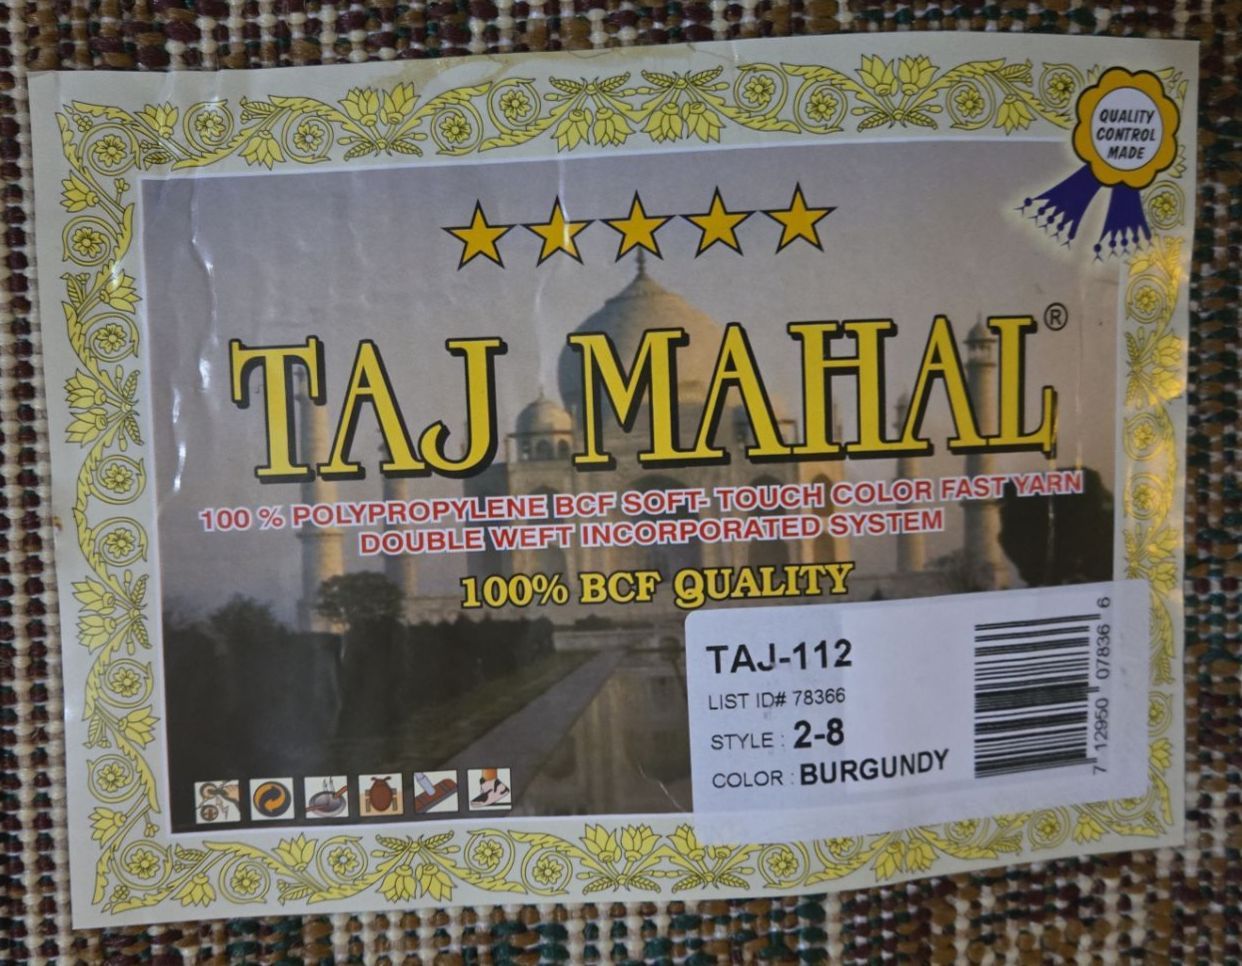 QUALITY
CONTROL
MADE
TAJ MAHAL®
100 % POLYPROPYLENE BCF SOFT-TOUCH COLOR FAST YARN
DOUBLE WEFT INCORPORATED SYSTEM
100% BCF QUALITY
TAJ-112
LIST ID# 78366
STYLE : 2-8
COLOR : BURGUNDY
7 12950 07836 6